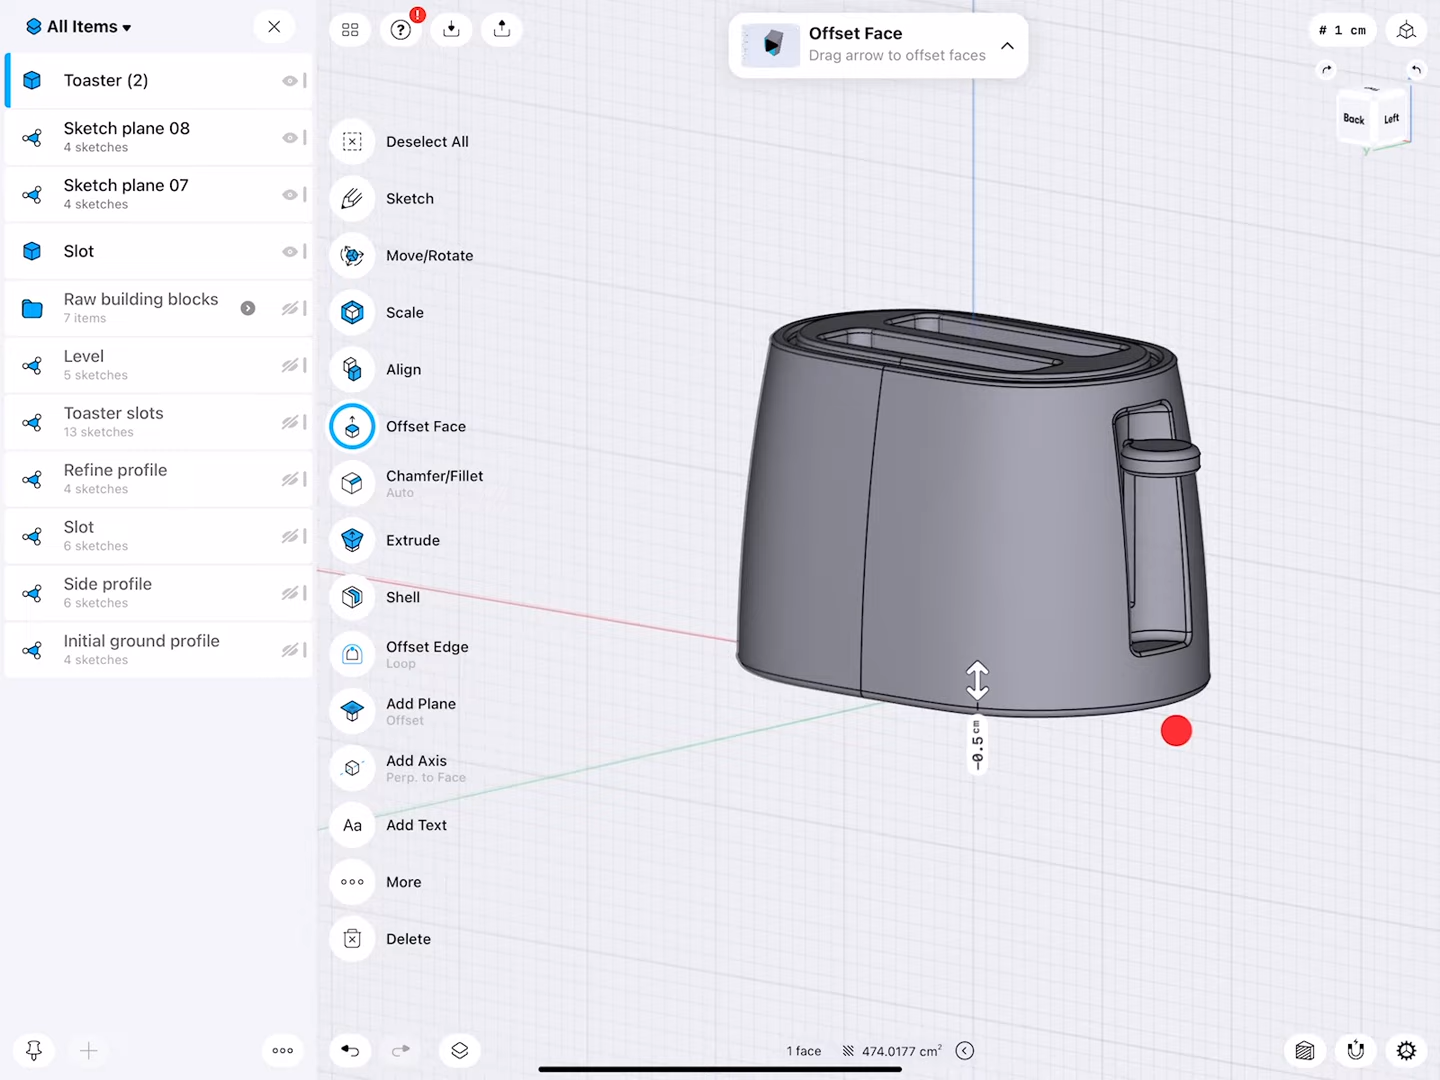 All Items
Toaster (2)
Sketch plane 08
4 sketches
Sketch plane 07
4 sketches
Slot
Raw building blocks
7 items
Level
5 sketches
Toaster slots
13 sketches
Refine profile
4 sketches
Slot
6 sketches
Side profile
6 sketches
Initial ground profile
4 sketches
Deselect All
Sketch
Move/Rotate
Scale
Align
Offset Face
Chamfer/Fillet
Auto
Extrude
Shell
Offset Edge
Loop
Add Plane
Offset
Add Axis
Perp. to Face
Aa Add Text
More
Delete
Offset Face
Drag arrow to offset faces
# 1 cm
Back
Left
y
-0.5 cm
1 face
474.0177 cm²